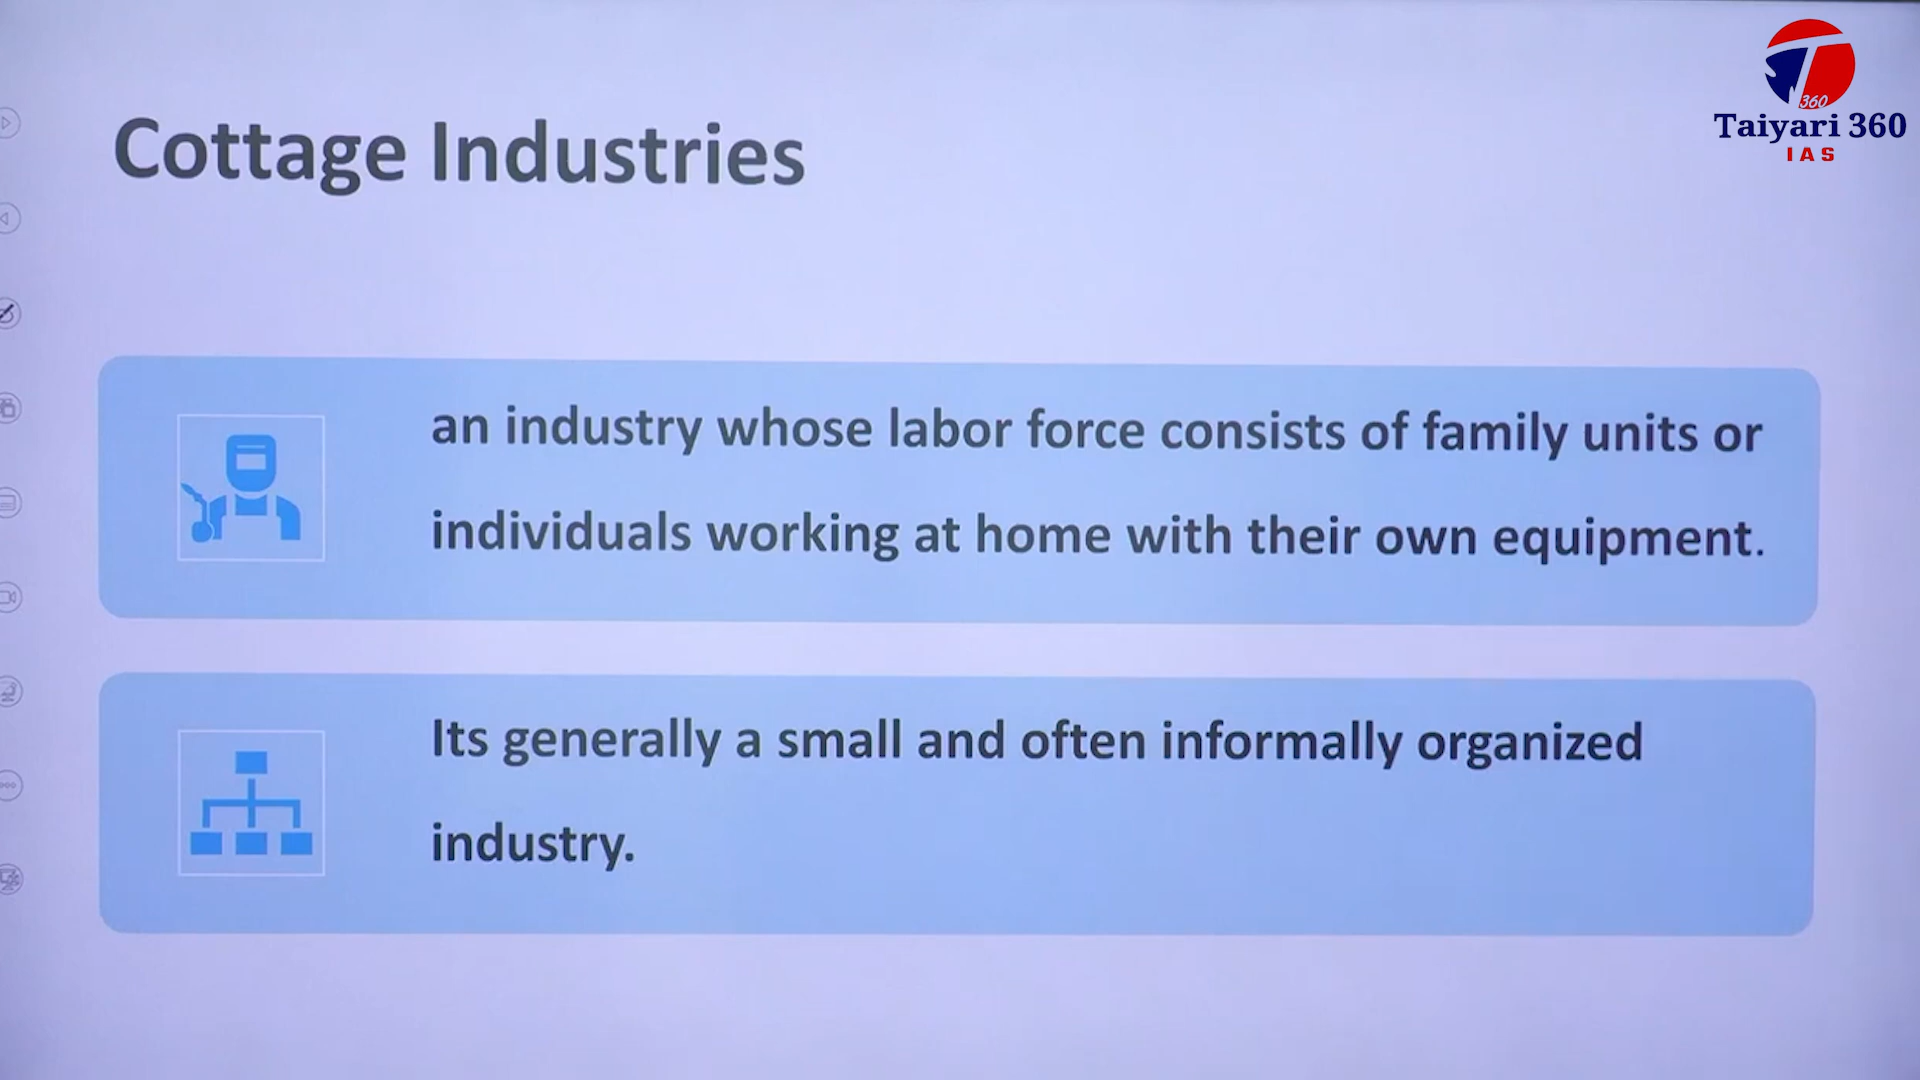 360
Taiyari 360
IAS
Cottage Industries
an industry whose labor force consists of family units or
individuals working at home with their own equipment.
Its generally a small and often informally organized
industry.